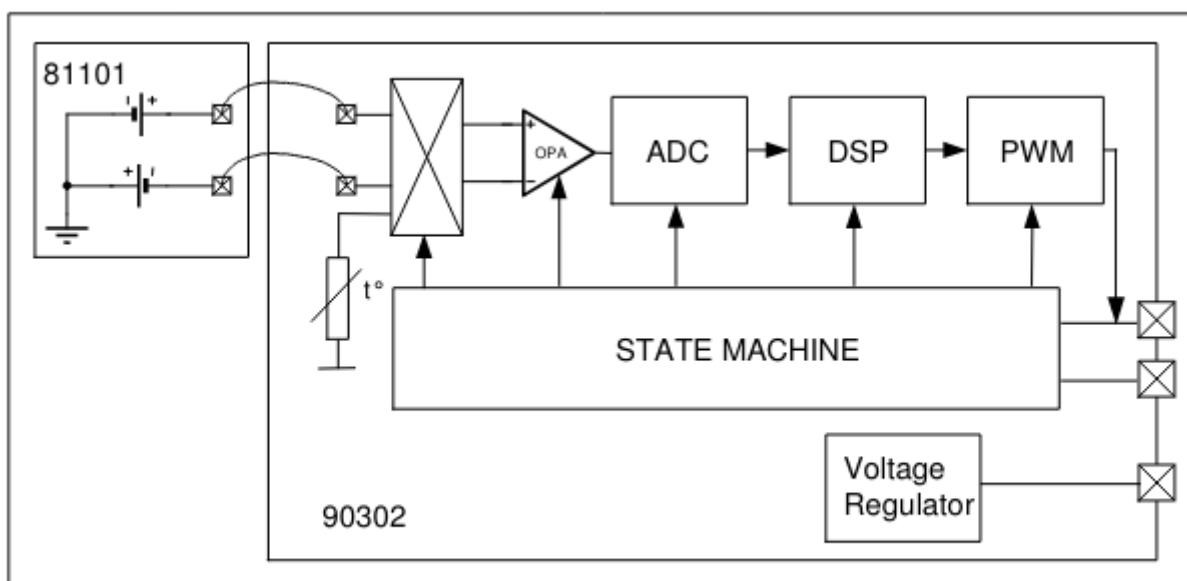 81101
- +
+ -
+
OPA
-
ADC
DSP
PWM
t°
STATE MACHINE
Voltage
Regulator
90302